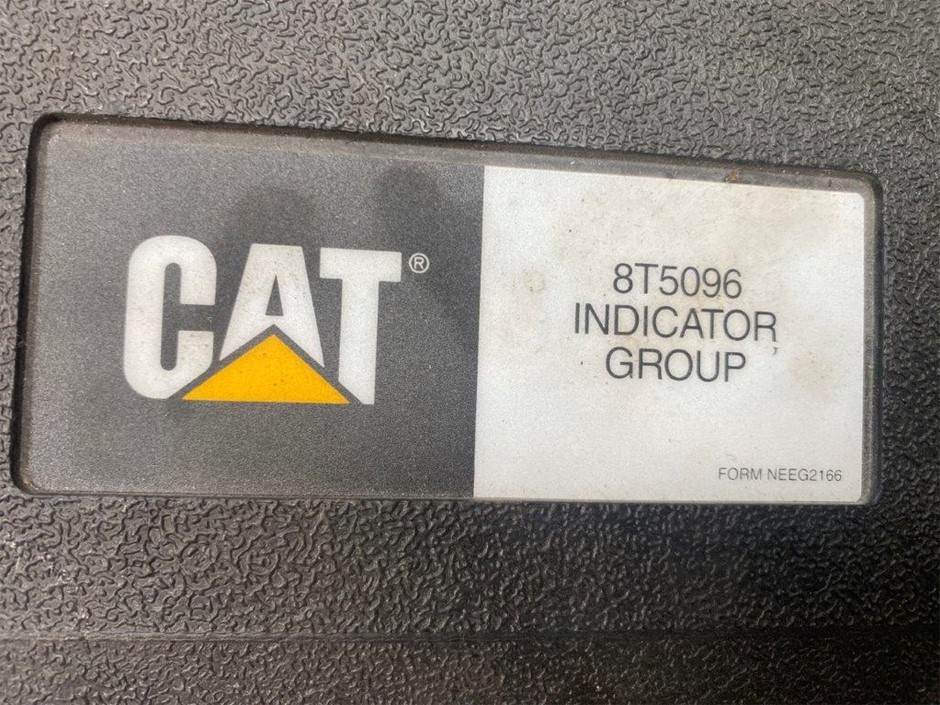 CAT®
8T5096
INDICATOR
GROUP
FORM NEEG2166